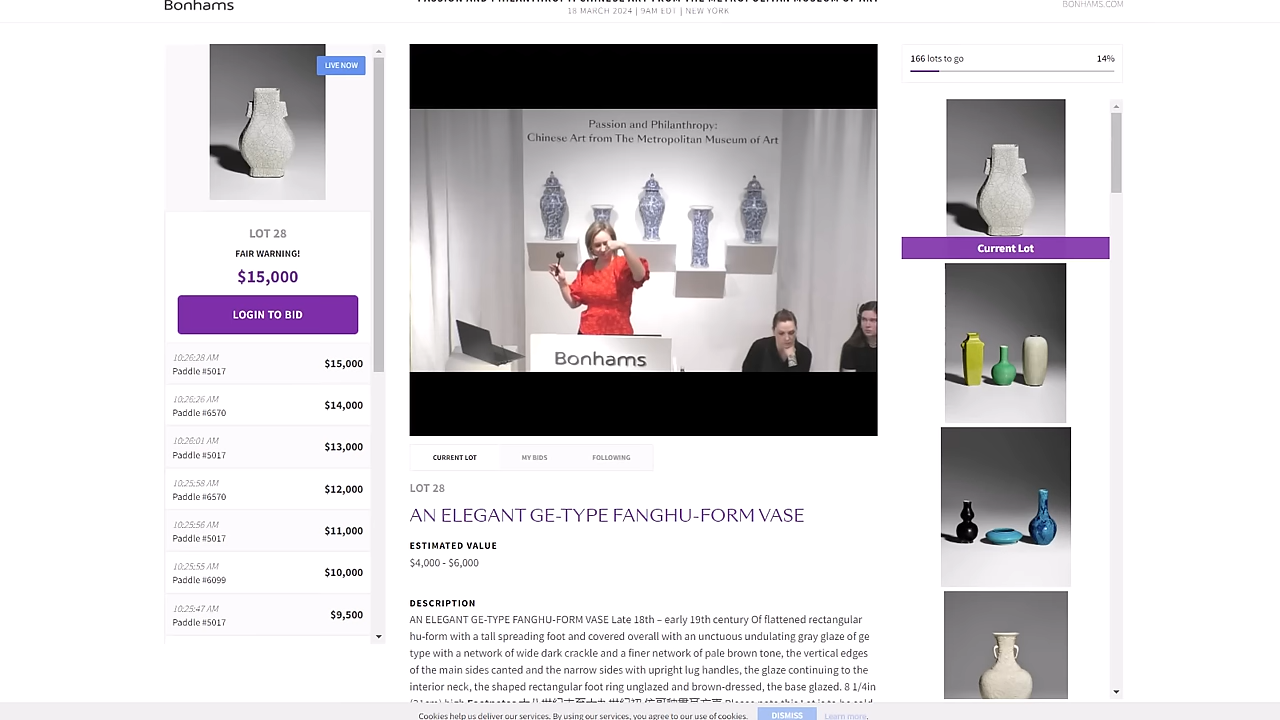 Bonhams
PASSION AND PHILANTHROPY: CHINESE ART FROM THE METROPOLITAN MUSEUM OF ART
18 MARCH 2024 | 9AM EDT | NEW YORK
BONHAMS.COM
LIVE NOW
LOT 28
FAIR WARNING!
$15,000
LOGIN TO BID
10:26:28 AM
Paddle #5017
$15,000
10:26:26 AM
Paddle #6570
$14,000
10:26:01 AM
Paddle #5017
$13,000
10:25:58 AM
Paddle #6570
$12,000
10:25:56 AM
Paddle #5017
$11,000
10:25:55 AM
Paddle #6099
$10,000
10:25:47 AM
Paddle #5017
$9,500
Passion and Philanthropy:
Chinese Art from The Metropolitan Museum of Art
Bonhams
CURRENT LOT
MY BIDS
FOLLOWING
LOT 28
AN ELEGANT GE-TYPE FANGHU-FORM VASE
ESTIMATED VALUE
$4,000 - $6,000
DESCRIPTION
AN ELEGANT GE-TYPE FANGHU-FORM VASE Late 18th – early 19th century Of flattened rectangular
hu-form with a tall spreading foot and covered overall with an unctuous undulating gray glaze of ge
type with a network of wide dark crackle and a finer network of pale brown tone, the vertical edges
of the main sides canted and the narrow sides with upright lug handles, the glaze continuing to the
interior neck, the shaped rectangular foot ring unglazed and brown-dressed, the base glazed. 8 1/4in
166 lots to go
14%
Current Lot
Cookies help us deliver our services. By using our services, you agree to our use of cookies.
DISMISS
Learn more.